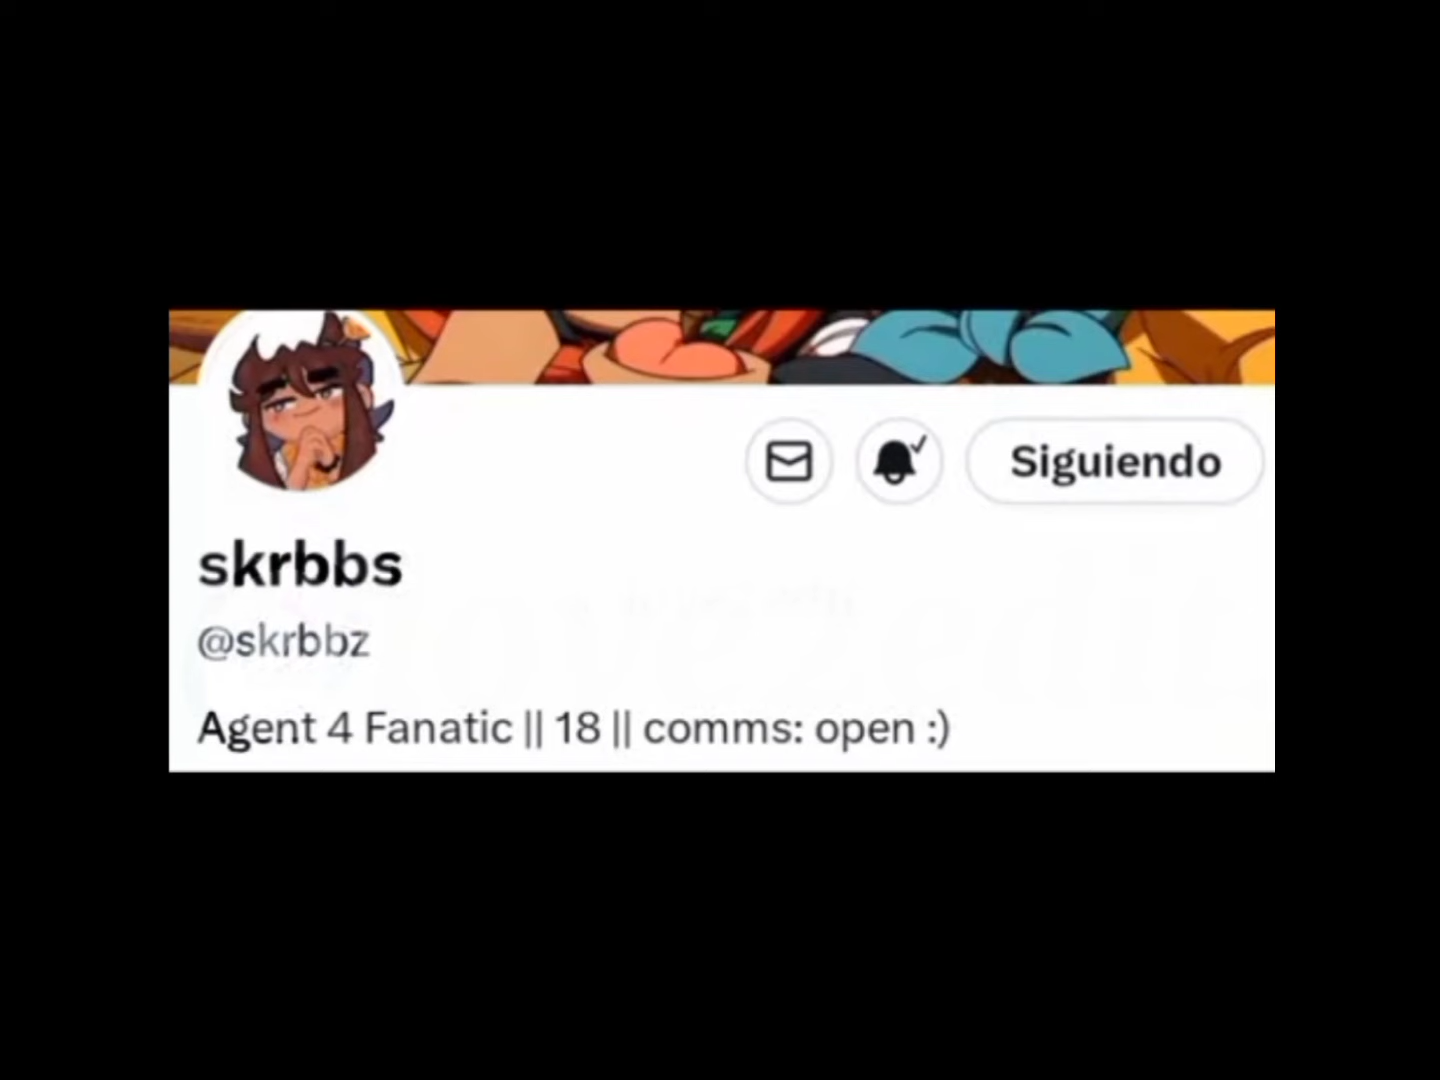 Siguiendo
skrbbs
@skrbbz
Agent 4 Fanatic || 18 || comms: open :)